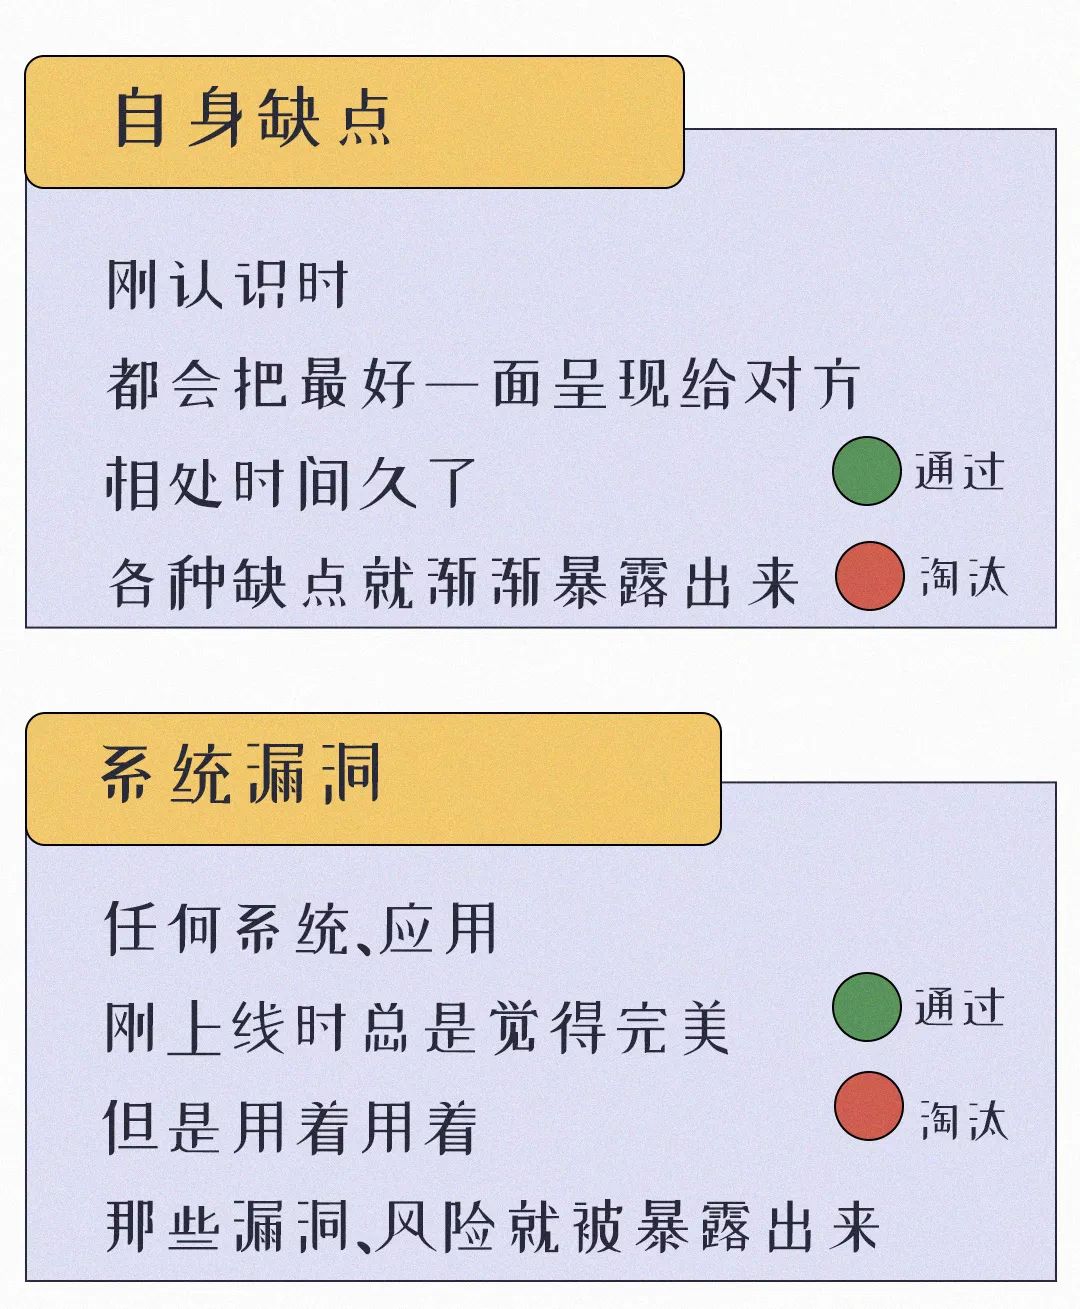 自身缺点
刚认识时
都会把最好一面呈现给对方
相处时间久了
通过
各种缺点就渐渐暴露出来
淘汰
系统漏洞
任何系统、应用
刚上线时总是觉得完美
通过
但是用着用着
淘汰
那些漏洞、风险就被暴露出来